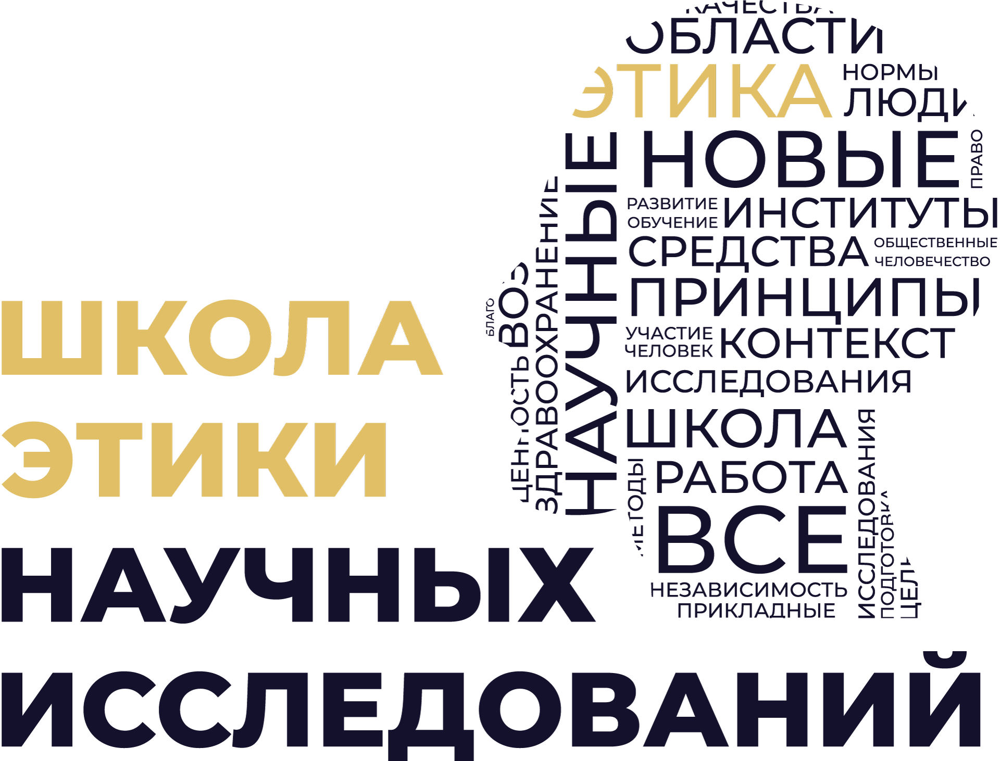 КАЧЕСТВА
ОБЛАСТИ
ЭТИКА
НОРМЫ
ЛЮДИ
НОВЫЕ
ПРАВО
НАУЧНЫЕ
ЗДРАВООХРАНЕНИЕ
РАЗВИТИЕ
ОБУЧЕНИЕ
ИНСТИТУТЫ
СРЕДСТВА
ОБЩЕСТВЕННЫЕ
ЧЕЛОВЕЧЕСТВО
ПРИНЦИПЫ
БЛАГО
ВОЗ
ЦЕННОСТЬ
УЧАСТИЕ
ЧЕЛОВЕК
КОНТЕКСТ
ИССЛЕДОВАНИЯ
ШКОЛА
РАБОТА
МЕТОДЫ
ВСЕ
ИССЛЕДОВАНИЯ
ПОДГОТОВКА
ЦЕЛИ
НЕЗАВИСИМОСТЬ
ПРИКЛАДНЫЕ
ШКОЛА
ЭТИКИ
НАУЧНЫХ
ИССЛЕДОВАНИЙ